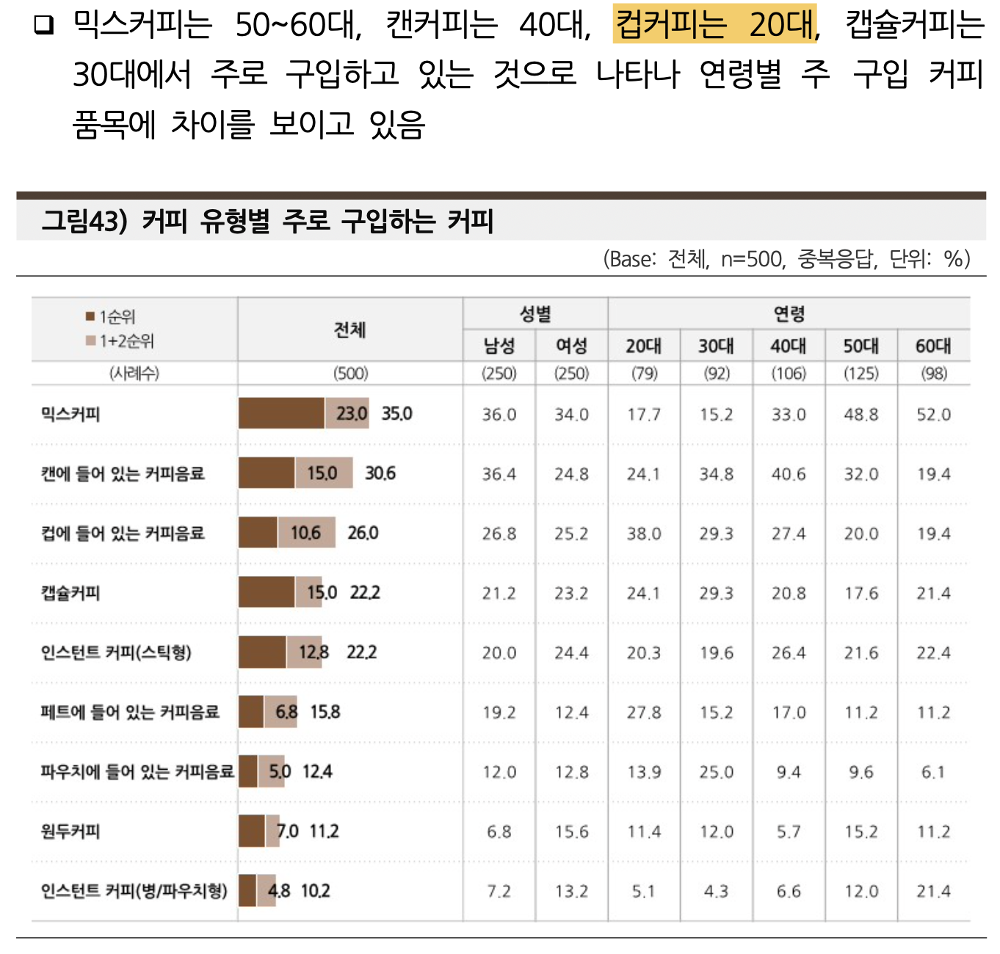 ❑ 믹스커피는 50~60대, 캔커피는 40대, 컵커피는 20대, 캡슐커피는
30대에서 주로 구입하고 있는 것으로 나타나 연령별 주 구입 커피
품목에 차이를 보이고 있음
그림43) 커피 유형별 주로 구입하는 커피
(Base: 전체, n=500, 중복응답, 단위: %)
■ 1순위
■ 1+2순위
전체
성별
연령
남성 여성 20대 30대 40대 50대 60대
(사례수) (500) (250) (250) (79) (92) (106) (125) (98)
믹스커피 23.0 35.0 36.0 34.0 17.7 15.2 33.0 48.8 52.0
캔에 들어 있는 커피음료 15.0 30.6 36.4 24.8 24.1 34.8 40.6 32.0 19.4
컵에 들어 있는 커피음료 10.6 26.0 26.8 25.2 38.0 29.3 27.4 20.0 19.4
캡슐커피 15.0 22.2 21.2 23.2 24.1 29.3 20.8 17.6 21.4
인스턴트 커피(스틱형) 12.8 22.2 20.0 24.4 20.3 19.6 26.4 21.6 22.4
페트에 들어 있는 커피음료 6.8 15.8 19.2 12.4 27.8 15.2 17.0 11.2 11.2
파우치에 들어 있는 커피음료 5.0 12.4 12.0 12.8 13.9 25.0 9.4 9.6 6.1
원두커피 7.0 11.2 6.8 15.6 11.4 12.0 5.7 15.2 11.2
인스턴트 커피(병/파우치형) 4.8 10.2 7.2 13.2 5.1 4.3 6.6 12.0 21.4